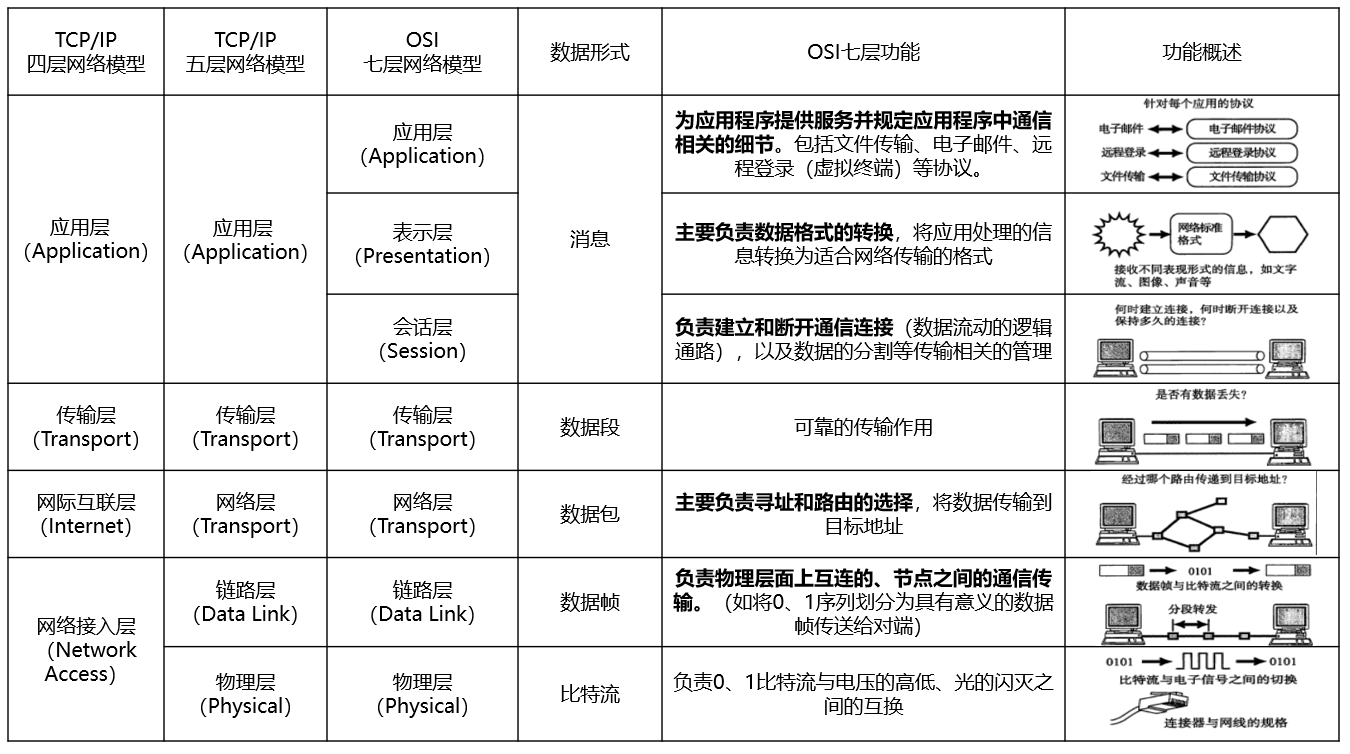 TCP/IP
四层网络模型
TCP/IP
五层网络模型
OSI
七层网络模型
数据形式
OSI七层功能
功能概述
应用层
(Application)
应用层
(Application)
应用层
(Application)
消息
为应用程序提供服务并规定应用程序中通信
相关的细节。包括文件传输、电子邮件、远
程登录（虚拟终端）等协议。
针对每个应用的协议
电子邮件
电子邮件协议
远程登录
远程登录协议
文件传输
文件传输协议
表示层
(Presentation)
主要负责数据格式的转换，将应用处理的信
息转换为适合网络传输的格式
网络标准
格式
接收不同表现形式的信息，如文字
流、图像、声音等
会话层
(Session)
负责建立和断开通信连接（数据流动的逻辑
通路），以及数据的分割等传输相关的管理
何时建立连接，何时断开连接以及
保持多久的连接?
传输层
(Transport)
传输层
(Transport)
传输层
(Transport)
数据段
可靠的传输作用
是否有数据丢失?
网际互联层
(Internet)
网络层
(Transport)
网络层
(Transport)
数据包
主要负责寻址和路由的选择，将数据传输到
目标地址
经过哪个路由传递到目标地址?
网络接入层
（Network
Access）
链路层
(Data Link)
链路层
(Data Link)
数据帧
负责物理层面上互连的、节点之间的通信传
输。（如将0、1序列划分为具有意义的数据
帧传送给对端）
0101
数据帧与比特流之间的转换
分段转发
物理层
(Physical)
物理层
(Physical)
比特流
负责0、1比特流与电压的高低、光的闪灭之
间的互换
0101
0101
比特流与电子信号之间的切换
连接器与网线的规格